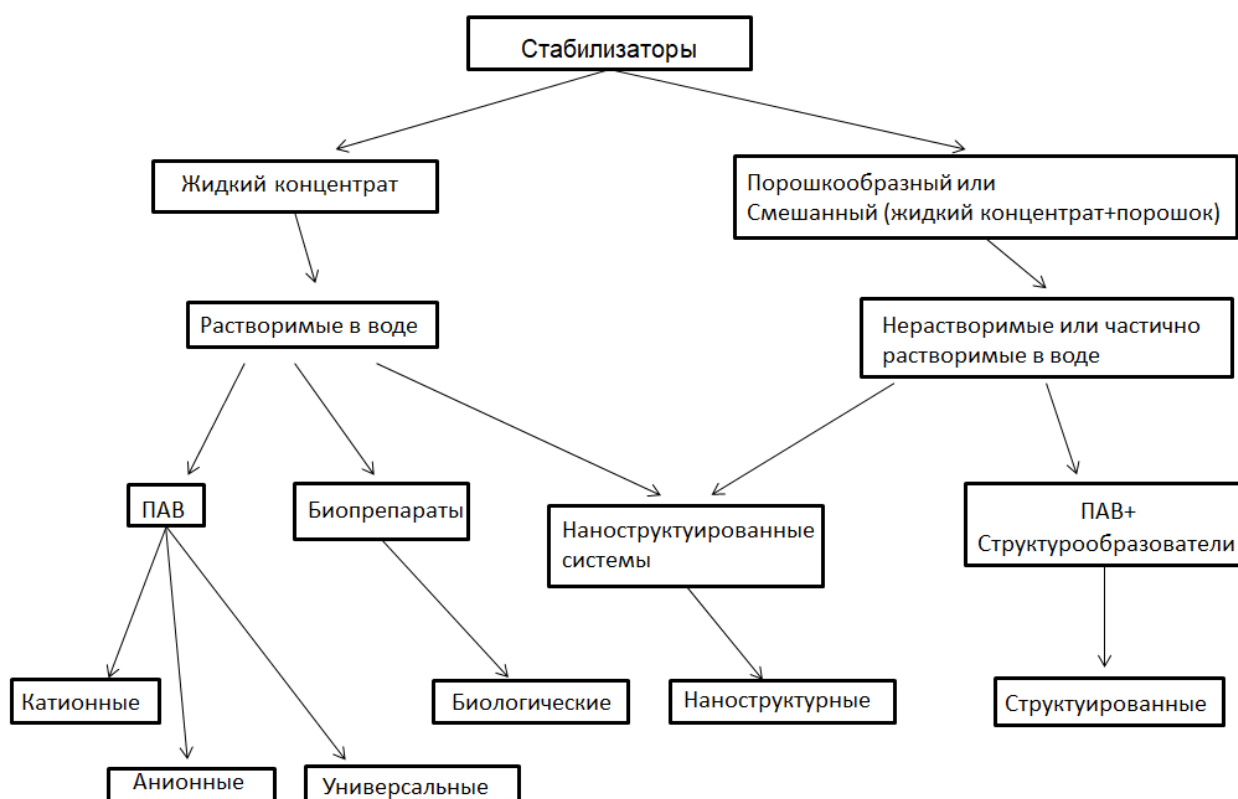 Стабилизаторы
Жидкий концентрат
Порошкообразный или
Смешанный (жидкий концентрат+порошок)
Растворимые в воде
Нерастворимые или частично
растворимые в воде
ПАВ
Биопрепараты
Наноструктуированные
системы
ПАВ+
Структурообразователи
Катионные
Биологические
Наноструктурные
Структуированные
Анионные
Универсальные